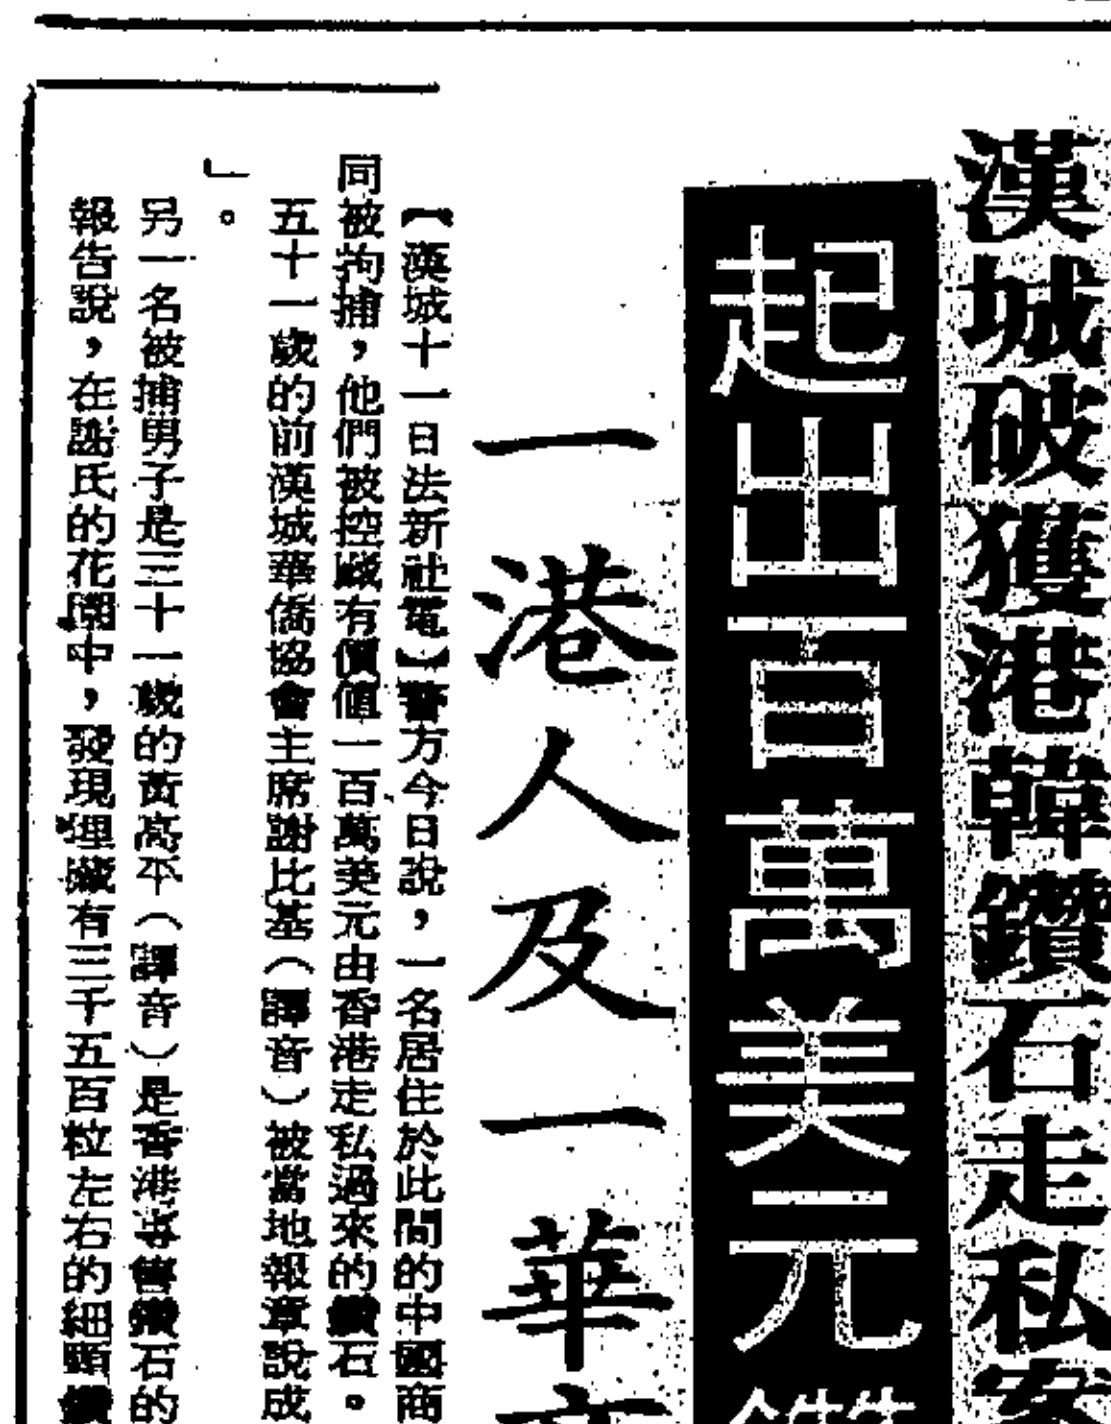 漢城破獲港韓鑽石走私案
起出百萬美元鑽
一港人及一華商
【漢城十一日法新社電】警方今日說，一名居住於此間的中國商
同被拘捕，他們被控藏有價值一百萬美元由香港走私過來的鑽石。
五十一歲的前漢城華僑協會主席謝比基（譯音）被當地報章說成
」。
另一名被捕男子是三十一歲的黃高平（譯音）是香港專售鑽石的
報告說，在謝氏的花園中，發現埋藏有三千五百粒左右的細顆鑽